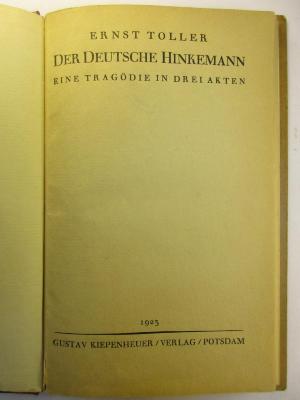 ERNST TOLLER
DER DEUTSCHE HINKEMANN
EINE TRAGÖDIE IN DREI AKTEN
1923
GUSTAV KIEPENHEUER / VERLAG / POTSDAM